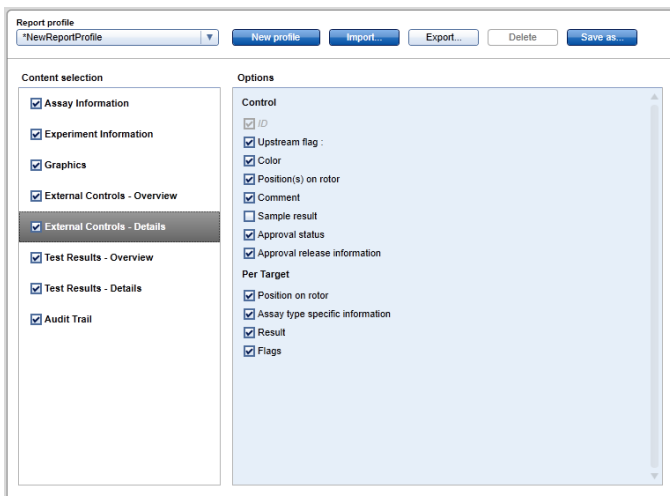 Report profile
*NewReportProfile
New profile
Import...
Export...
Delete
Save as...
Content selection
Assay Information
Experiment Information
Graphics
External Controls - Overview
External Controls - Details
Test Results - Overview
Test Results - Details
Audit Trail
Options
Control
ID
Upstream flag :
Color
Position(s) on rotor
Comment
Sample result
Approval status
Approval release information
Per Target
Position on rotor
Assay type specific information
Result
Flags